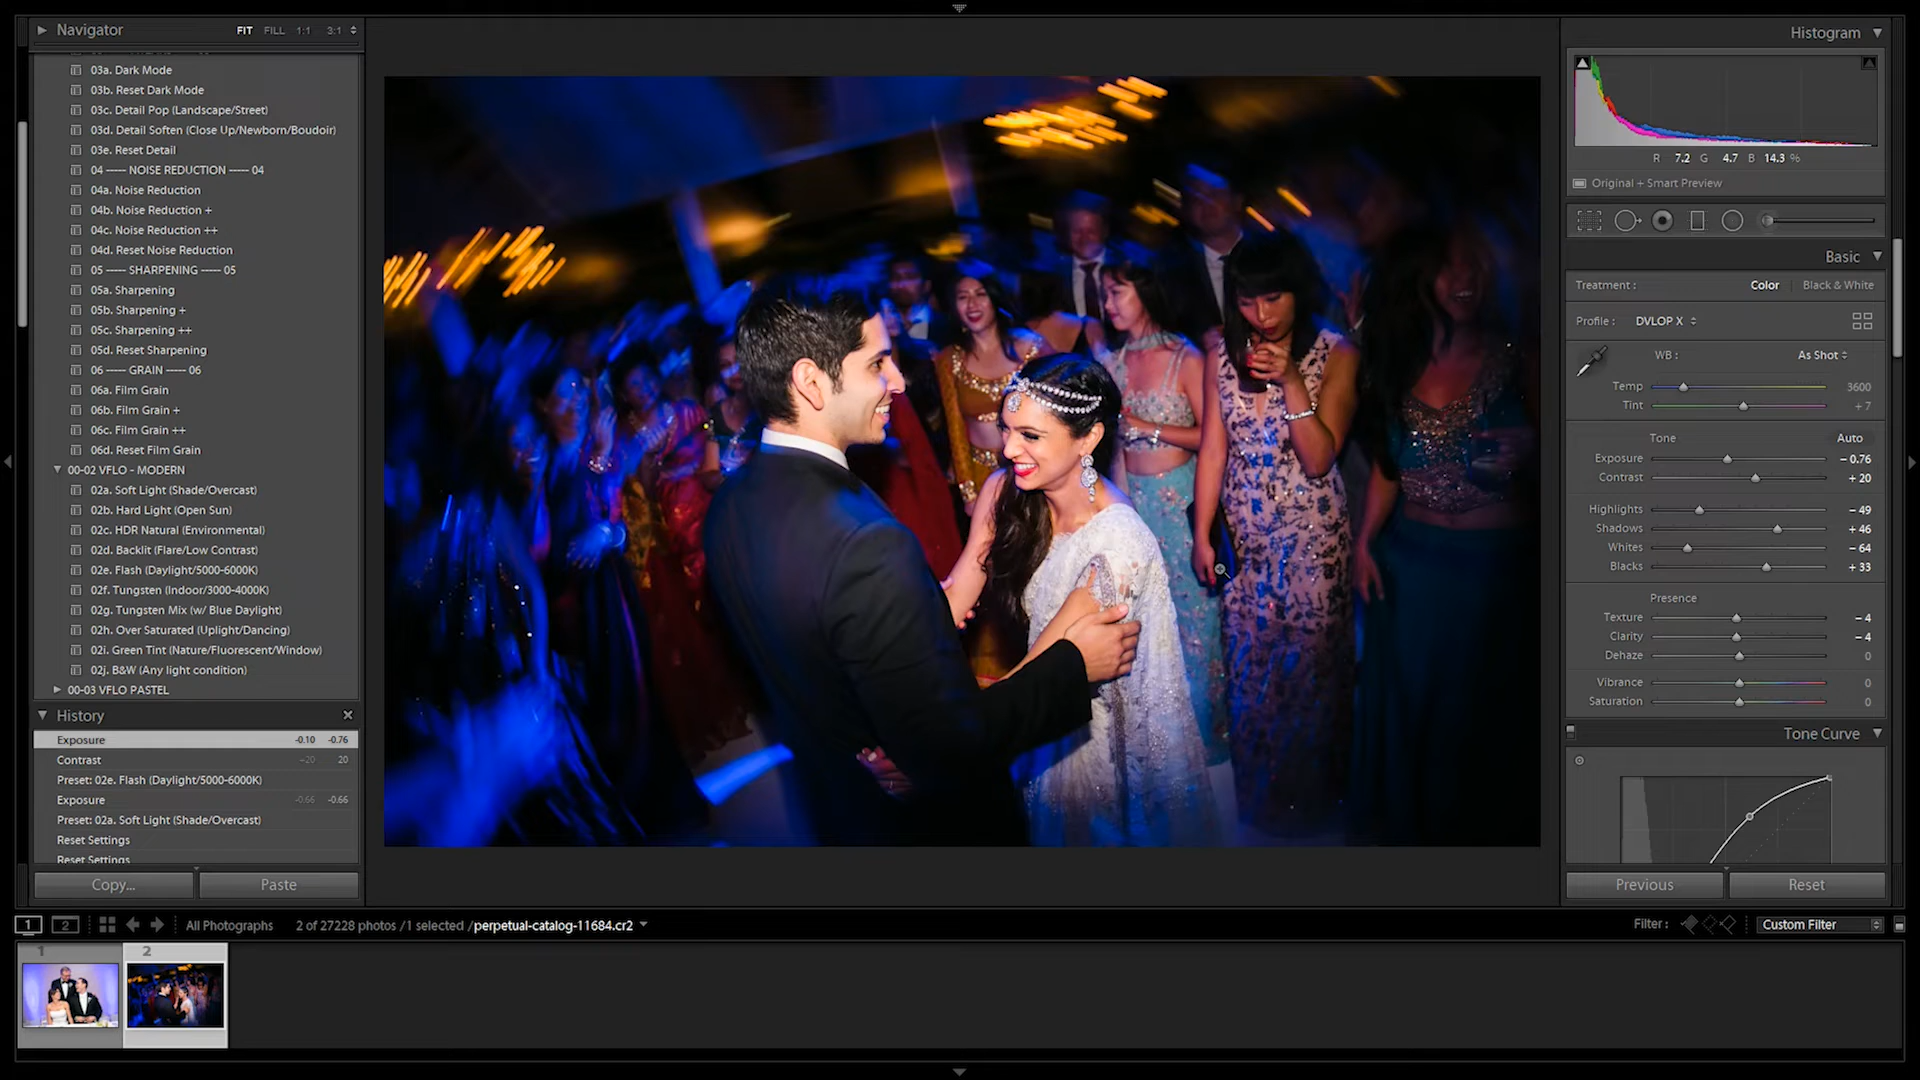 Navigator FIT FILL 1:1 3:1
03a. Dark Mode
03b. Reset Dark Mode
03c. Detail Pop (Landscape/Street)
03d. Detail Soften (Close Up/Newborn/Boudoir)
03e. Reset Detail
04 ----- NOISE REDUCTION ----- 04
04a. Noise Reduction
04b. Noise Reduction +
04c. Noise Reduction ++
04d. Reset Noise Reduction
05 ----- SHARPENING ----- 05
05a. Sharpening
05b. Sharpening +
05c. Sharpening ++
05d. Reset Sharpening
06 ----- GRAIN ----- 06
06a. Film Grain
06b. Film Grain +
06c. Film Grain ++
06d. Reset Film Grain
00-02 VFLO - MODERN
02a. Soft Light (Shade/Overcast)
02b. Hard Light (Open Sun)
02c. HDR Natural (Environmental)
02d. Backlit (Flare/Low Contrast)
02e. Flash (Daylight/5000-6000K)
02f. Tungsten (Indoor/3000-4000K)
02g. Tungsten Mix (w/ Blue Daylight)
02h. Over Saturated (Uplight/Dancing)
02i. Green Tint (Nature/Fluorescent/Window)
02j. B&W (Any light condition)
00-03 VFLO PASTEL
History
Exposure -0.10 -0.76
Contrast -20 20
Preset: 02e. Flash (Daylight/5000-6000K)
Exposure -0.66 -0.66
Preset: 02a. Soft Light (Shade/Overcast)
Reset Settings
Reset Settings
Copy... Paste
Histogram
R 7.2 G 4.7 B 14.3 %
Original + Smart Preview
Basic
Treatment : Color Black & White
Profile : DVLOP X
WB : As Shot
Temp 3600
Tint + 7
Tone Auto
Exposure - 0.76
Contrast + 20
Highlights - 49
Shadows + 46
Whites - 64
Blacks + 33
Presence
Texture - 4
Clarity - 4
Dehaze 0
Vibrance 0
Saturation 0
Tone Curve
Previous Reset
1 2 All Photographs 2 of 27228 photos /1 selected /perpetual-catalog-11684.cr2 Filter : Custom Filter
1 2